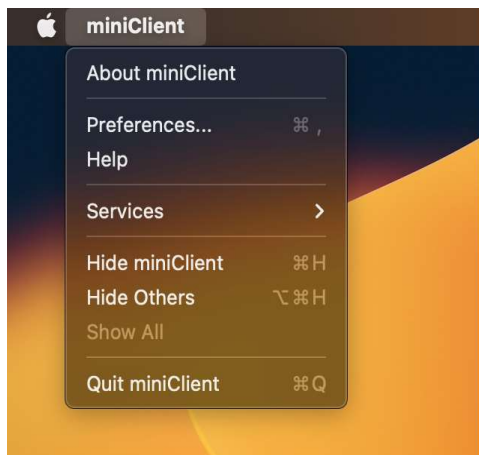 miniClient
About miniClient
Preferences... ⌘ ,
Help
Services >
Hide miniClient ⌘H
Hide Others ⌥⌘H
Show All
Quit miniClient ⌘Q